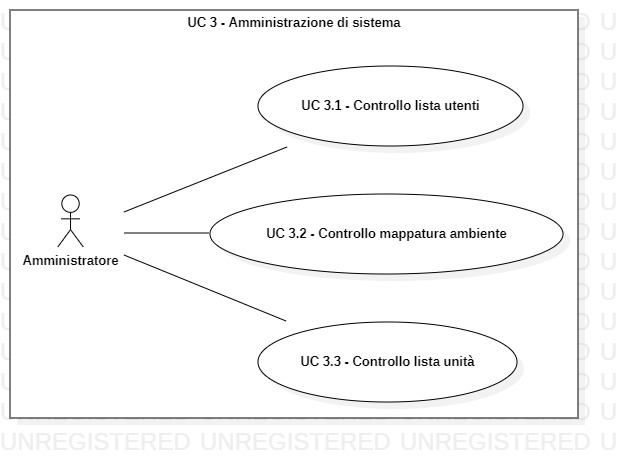 UC 3 - Amministrazione di sistema
UC 3.1 - Controllo lista utenti
UC 3.2 - Controllo mappatura ambiente
Amministratore
UC 3.3 - Controllo lista unità
UNREGISTERED UNREGISTERED UNREGISTERED U